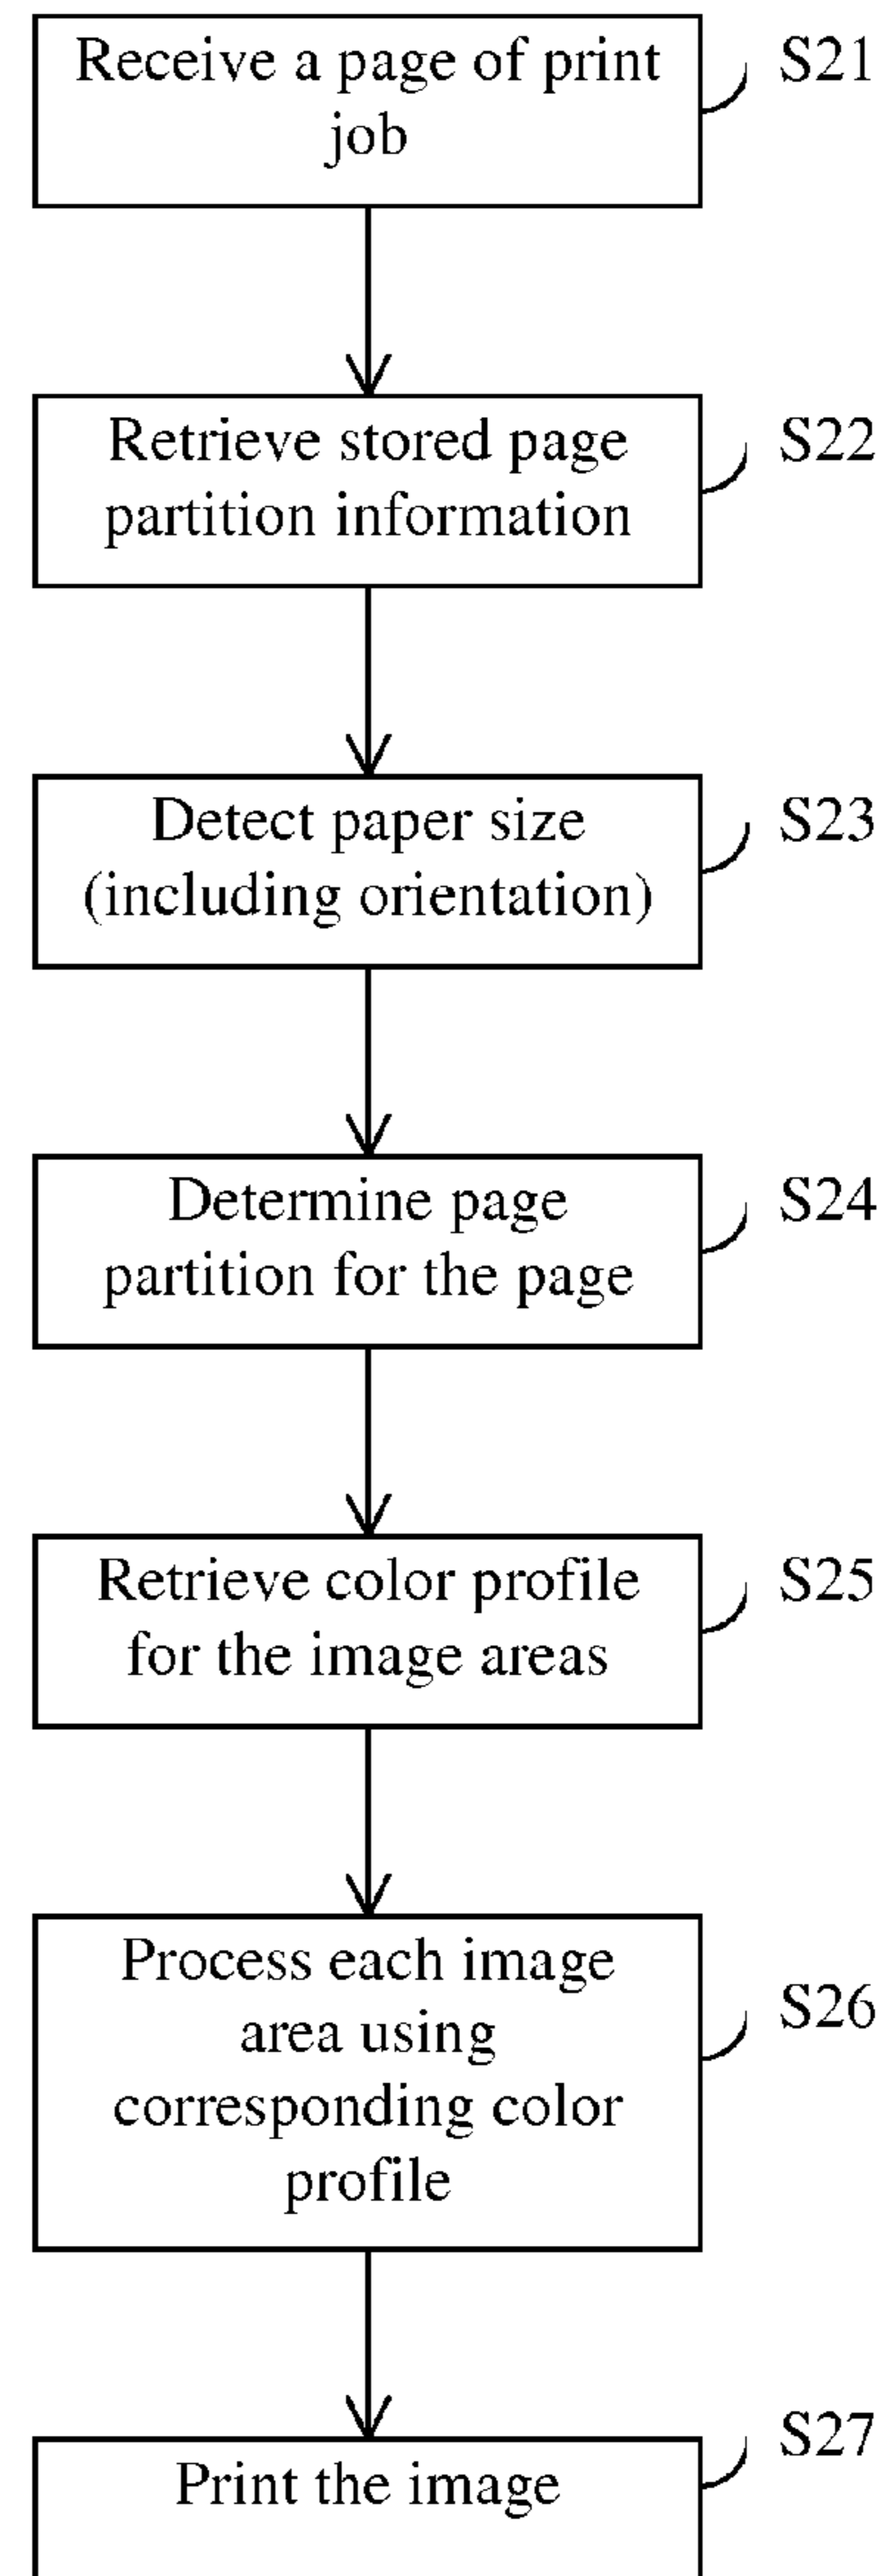 Receive a page of print
job
S21
Retrieve stored page
partition information
S22
Detect paper size
(including orientation)
S23
Determine page
partition for the page
S24
Retrieve color profile
for the image areas
S25
Process each image
area using
corresponding color
profile
S26
Print the image
S27